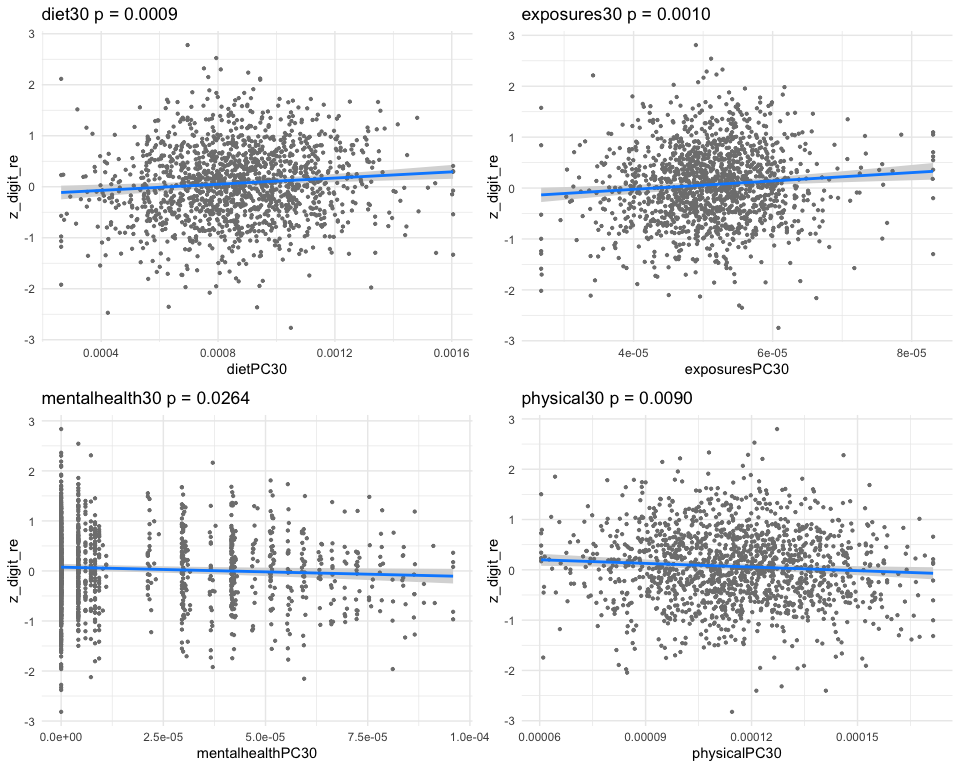 diet30 p = 0.0009
3
2
1
0
-1
-2
-3
z_digit_re
0.0004 0.0008 0.0012 0.0016
dietPC30
exposures30 p = 0.0010
3
2
1
0
-1
-2
-3
z_digit_re
4e-05 6e-05 8e-05
exposuresPC30
mentalhealth30 p = 0.0264
3
2
1
0
-1
-2
-3
z_digit_re
0.0e+00 2.5e-05 5.0e-05 7.5e-05 1.0e-04
mentalhealthPC30
physical30 p = 0.0090
3
2
1
0
-1
-2
-3
z_digit_re
0.00006 0.00009 0.00012 0.00015
physicalPC30